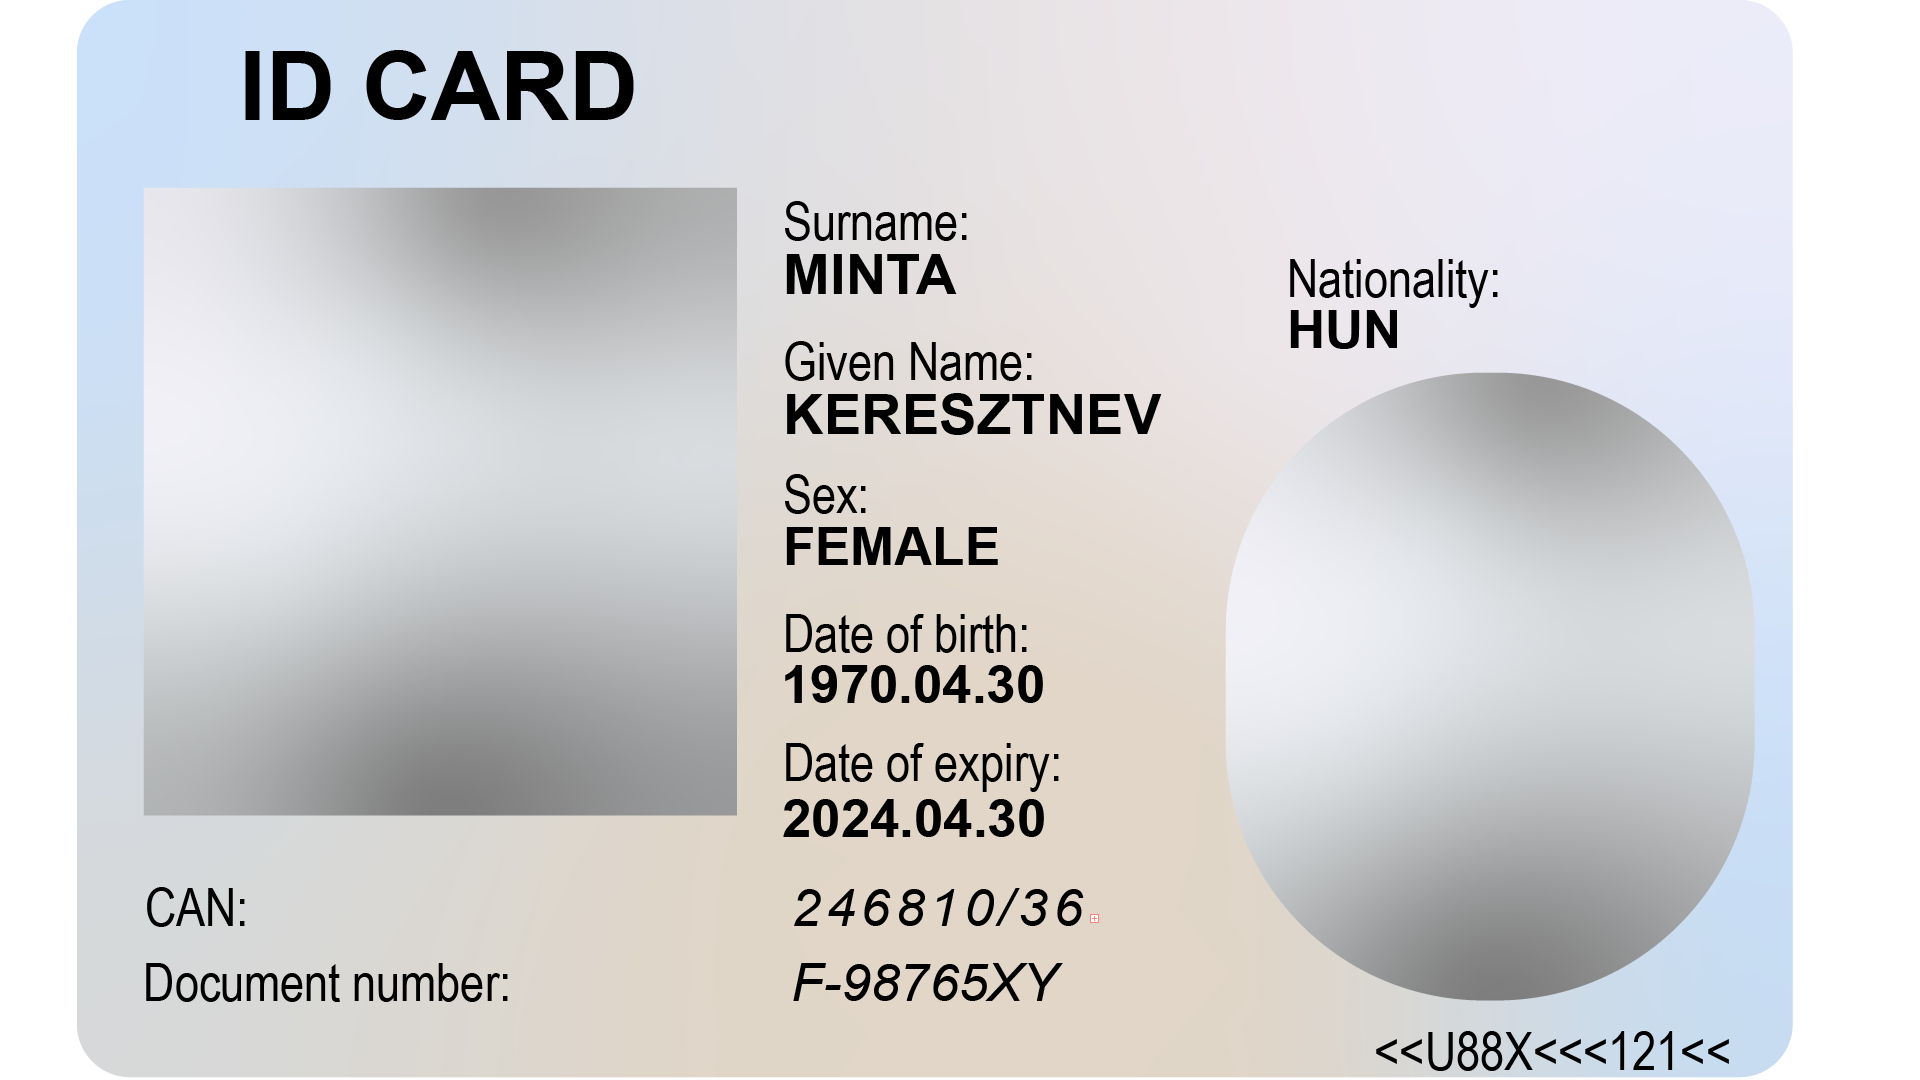 ID CARD
Surname:
MINTA
Given Name:
KERESZTNEV
Sex:
FEMALE
Date of birth:
1970.04.30
Date of expiry:
2024.04.30
Nationality:
HUN
CAN: 246810/36
Document number: F-98765XY
<<U88X<<<121<<